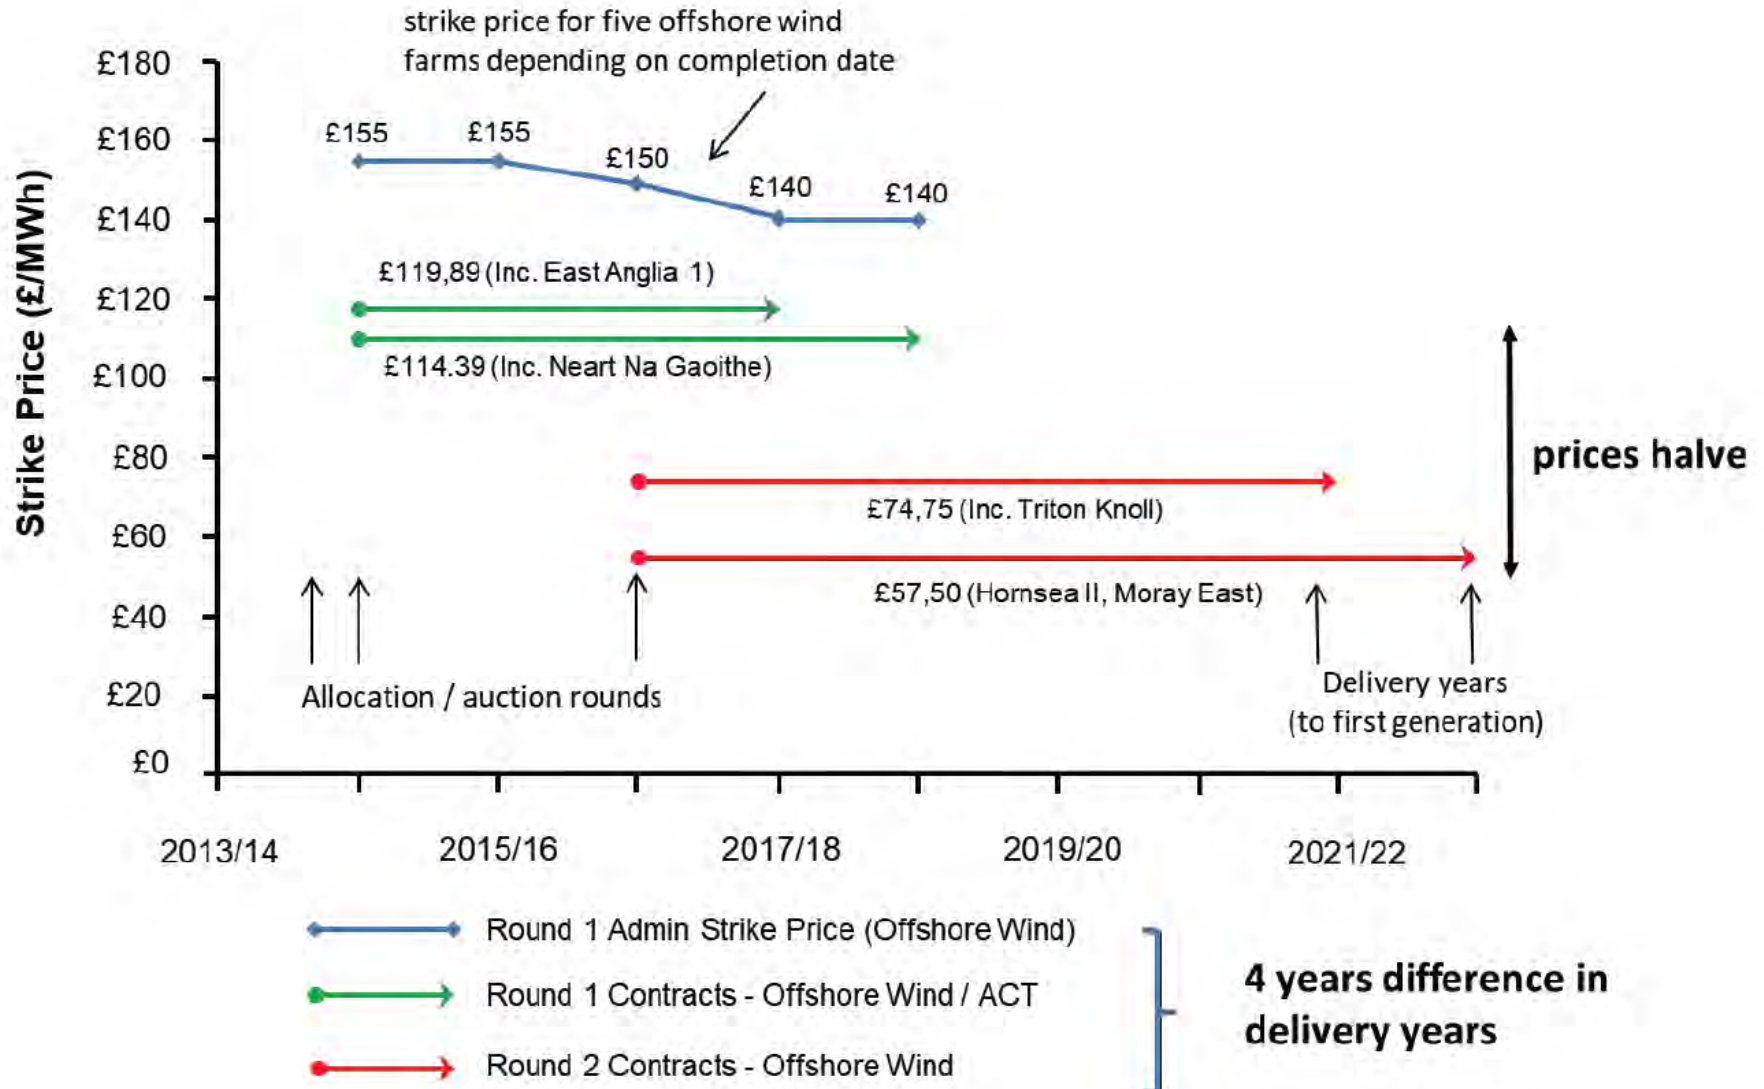 strike price for five offshore wind
farms depending on completion date
£180
£160
£140
£120
£100
£80
£60
£40
£20
£0
Strike Price (£/MWh)
£155
£155
£150
£140
£140
£119,89 (Inc. East Anglia 1)
£114.39 (Inc. Neart Na Gaoithe)
£74,75 (Inc. Triton Knoll)
£57,50 (Hornsea II, Moray East)
prices halve
Allocation / auction rounds
Delivery years
(to first generation)
2013/14
2015/16
2017/18
2019/20
2021/22
Round 1 Admin Strike Price (Offshore Wind)
Round 1 Contracts - Offshore Wind / ACT
Round 2 Contracts - Offshore Wind
4 years difference in
delivery years